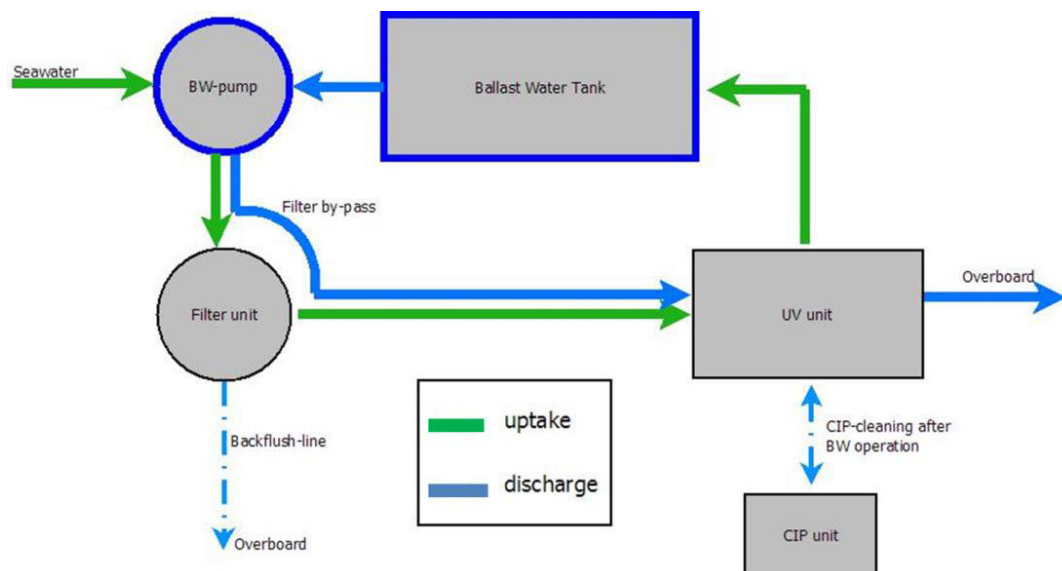 Seawater
BW-pump
Ballast Water Tank
Filter by-pass
Filter unit
UV unit
Overboard
Backflush-line
Overboard
uptake
discharge
CIP-cleaning after
BW operation
CIP unit